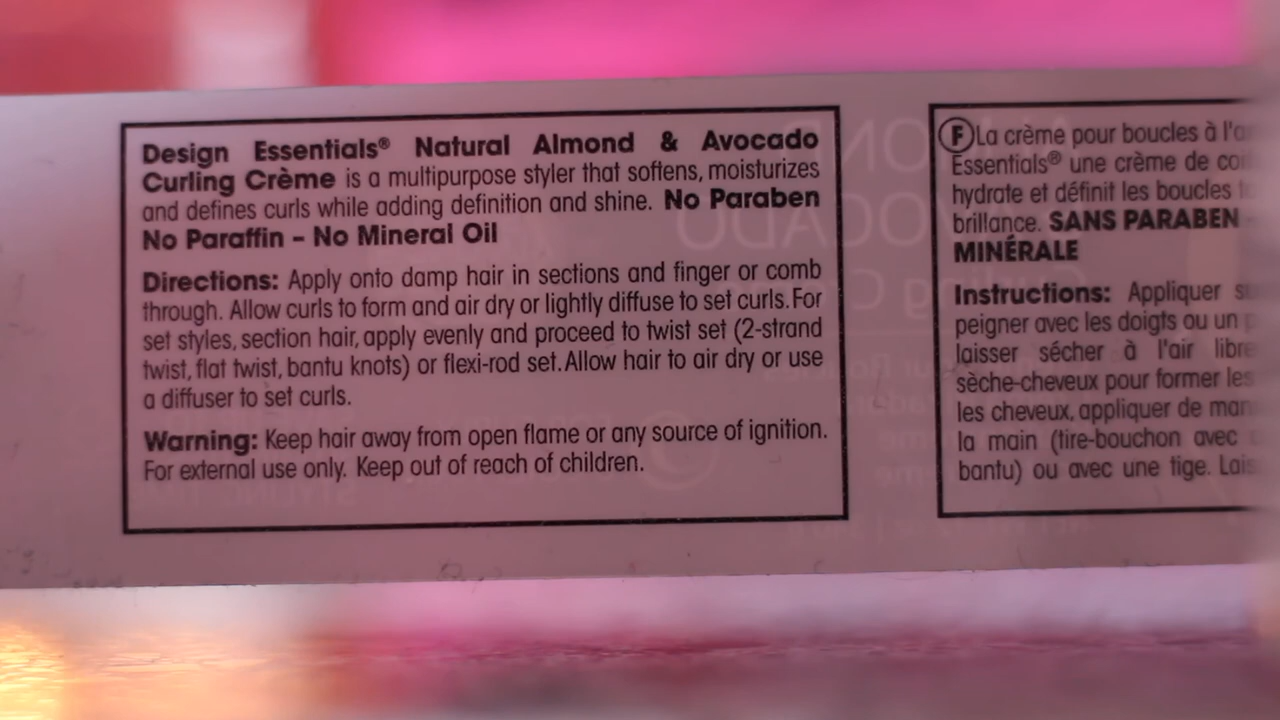 Design Essentials® Natural Almond & Avocado
Curling Crème is a multipurpose styler that softens, moisturizes
and defines curls while adding definition and shine. No Paraben
No Paraffin – No Mineral Oil
Directions: Apply onto damp hair in sections and finger or comb
through. Allow curls to form and air dry or lightly diffuse to set curls. For
set styles, section hair, apply evenly and proceed to twist set (2-strand
twist, flat twist, bantu knots) or flexi-rod set. Allow hair to air dry or use
a diffuser to set curls.
Warning: Keep hair away from open flame or any source of ignition.
For external use only. Keep out of reach of children.
F La crème pour boucles à
Essentials® une crème de
hydrate et définit les boucles
brillance. SANS PARABEN -
MINÉRALE
Instructions: Appliquer
peigner avec les doigts ou un
laisser sécher à l'air libre
sèche-cheveux pour former les
les cheveux, appliquer de
la main (tire-bouchon avec
bantu) ou avec une tige.